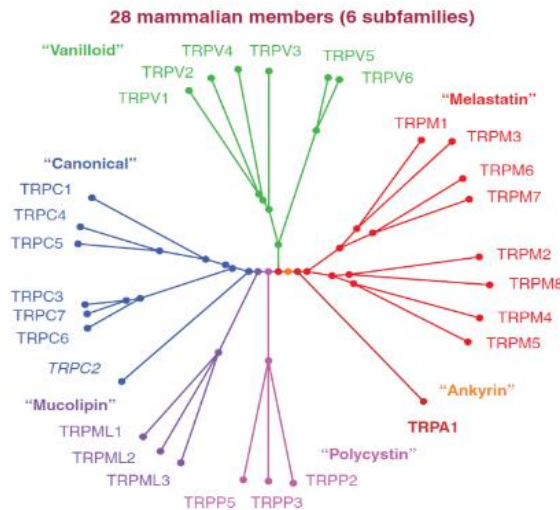 28 mammalian members (6 subfamilies)
“Vanilloid”
TRPV4
TRPV3
TRPV5
TRPV2
TRPV6
TRPV1
“Melastatin”
TRPM1
TRPM3
TRPM6
TRPM7
TRPM2
TRPM8
TRPM4
TRPM5
“Canonical”
TRPC1
TRPC4
TRPC5
TRPC3
TRPC7
TRPC6
TRPC2
“Ankyrin”
TRPA1
“Mucolipin”
TRPML1
TRPML2
TRPML3
“Polycystin”
TRPP5
TRPP3
TRPP2